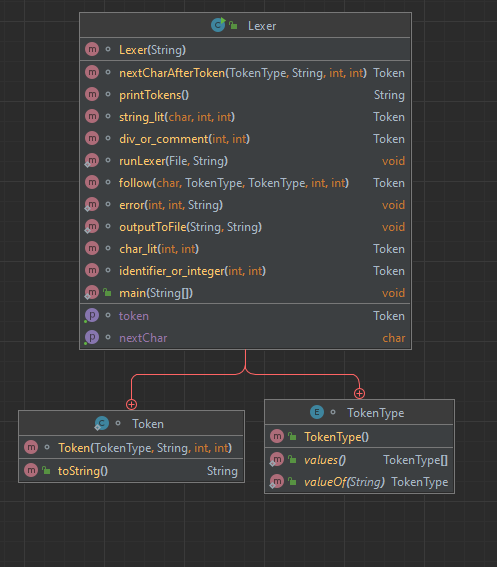 Lexer
Lexer(String)
nextCharAfterToken(TokenType, String, int, int) Token
printTokens() String
string_lit(char, int, int) Token
div_or_comment(int, int) Token
runLexer(File, String) void
follow(char, TokenType, TokenType, int, int) Token
error(int, int, String) void
outputToFile(String, String) void
char_lit(int, int) Token
identifier_or_integer(int, int) Token
main(String[]) void
token Token
nextChar char
Token
Token(TokenType, String, int, int)
toString() String
TokenType
TokenType()
values() TokenType[]
valueOf(String) TokenType